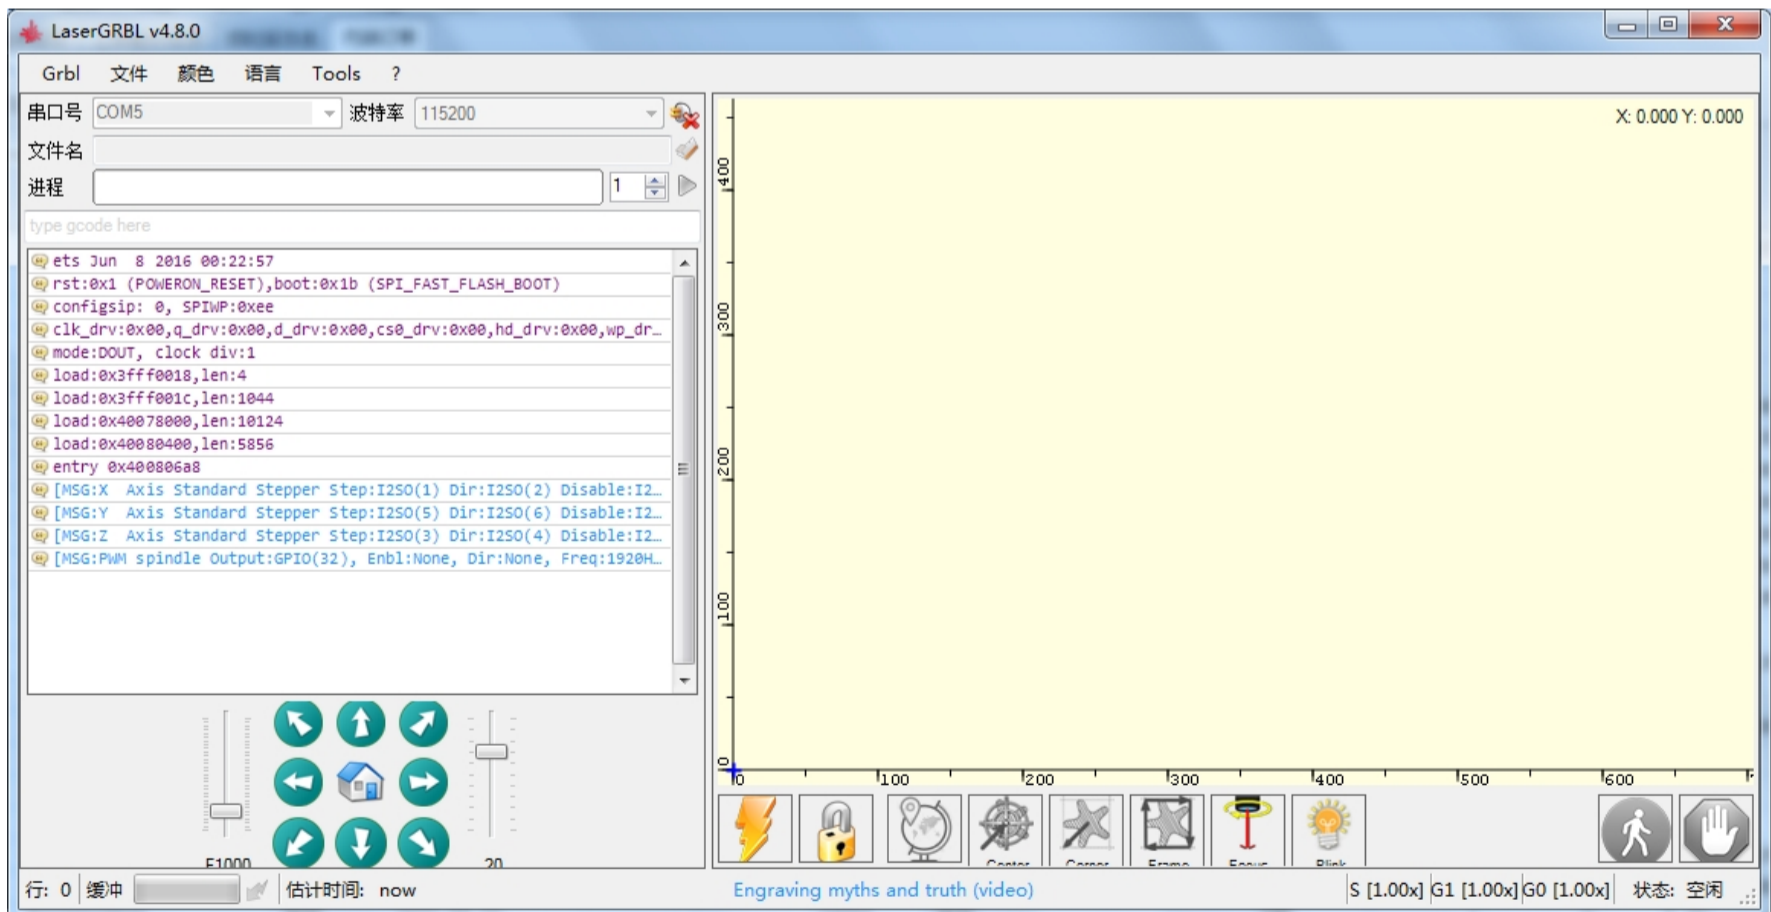 LaserGRBL v4.8.0
Grbl 文件 颜色 语言 Tools ?
串口号 COM5 波特率 115200
文件名
进程 1
type gcode here
ets Jun  8 2016 00:22:57
rst:0x1 (POWERON_RESET),boot:0x1b (SPI_FAST_FLASH_BOOT)
configsip: 0, SPIWP:0xee
clk_drv:0x00,q_drv:0x00,d_drv:0x00,cs0_drv:0x00,hd_drv:0x00,wp_dr…
mode:DOUT, clock div:1
load:0x3fff0018,len:4
load:0x3fff001c,len:1044
load:0x40078000,len:10124
load:0x40080400,len:5856
entry 0x400806a8
[MSG:X  Axis Standard Stepper Step:I2SO(1) Dir:I2SO(2) Disable:I2…
[MSG:Y  Axis Standard Stepper Step:I2SO(5) Dir:I2SO(6) Disable:I2…
[MSG:Z  Axis Standard Stepper Step:I2SO(3) Dir:I2SO(4) Disable:I2…
[MSG:PWM spindle Output:GPIO(32), Enbl:None, Dir:None, Freq:1920H…
F1000 20
X: 0.000 Y: 0.000
400
300
200
100
0
0 100 200 300 400 500 600
Center Corner Frame Focus Blink
行: 0 缓冲 估计时间: now
Engraving myths and truth (video)
S [1.00x] G1 [1.00x] G0 [1.00x] 状态: 空闲